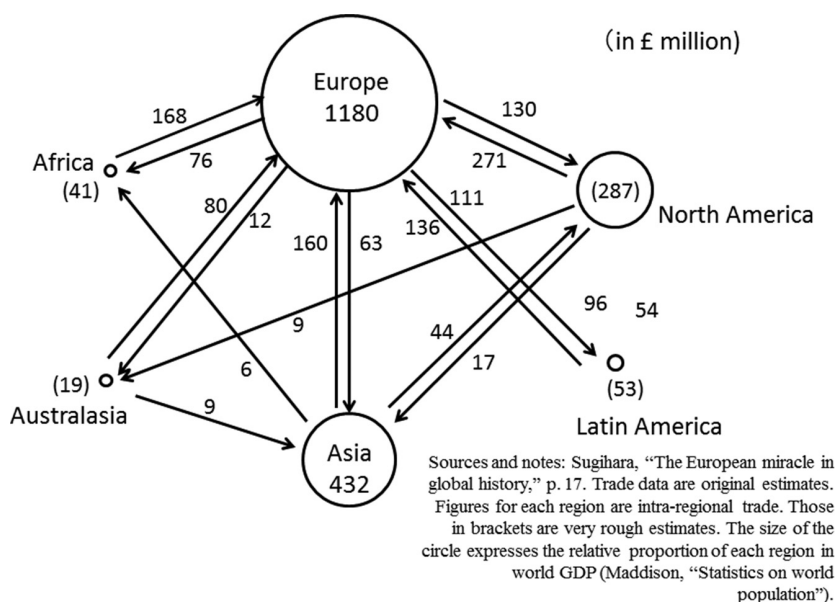 (in £ million)
Europe
1180
168
76
130
271
Africa
(41)
(287)
North America
80
12
160
63
111
136
9
44
17
96
54
6
(19)
Australasia
9
(53)
Latin America
Asia
432
Sources and notes: Sugihara, “The European miracle in
global history,” p. 17. Trade data are original estimates.
Figures for each region are intra-regional trade. Those
in brackets are very rough estimates. The size of the
circle expresses the relative proportion of each region in
world GDP (Maddison, “Statistics on world
population”).